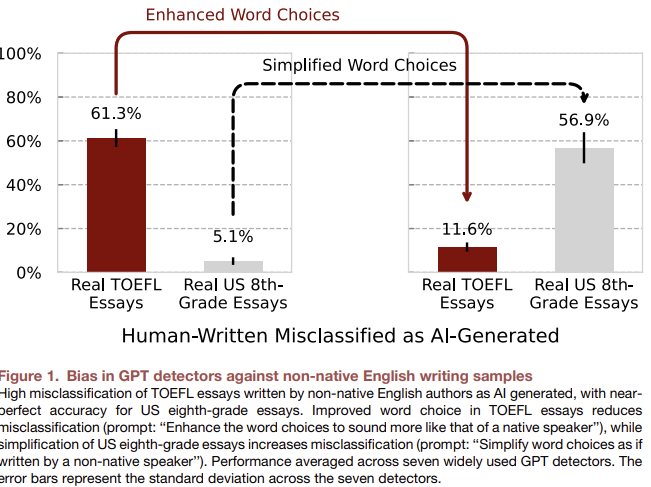 Enhanced Word Choices
Simplified Word Choices
100%
80%
60%
40%
20%
0%
61.3%
5.1%
11.6%
56.9%
Real TOEFL
Essays
Real US 8th-
Grade Essays
Real TOEFL
Essays
Real US 8th-
Grade Essays
Human-Written Misclassified as AI-Generated
Figure 1. Bias in GPT detectors against non-native English writing samples
High misclassification of TOEFL essays written by non-native English authors as AI generated, with near-
perfect accuracy for US eighth-grade essays. Improved word choice in TOEFL essays reduces
misclassification (prompt: “Enhance the word choices to sound more like that of a native speaker”), while
simplification of US eighth-grade essays increases misclassification (prompt: “Simplify word choices as if
written by a non-native speaker”). Performance averaged across seven widely used GPT detectors. The
error bars represent the standard deviation across the seven detectors.